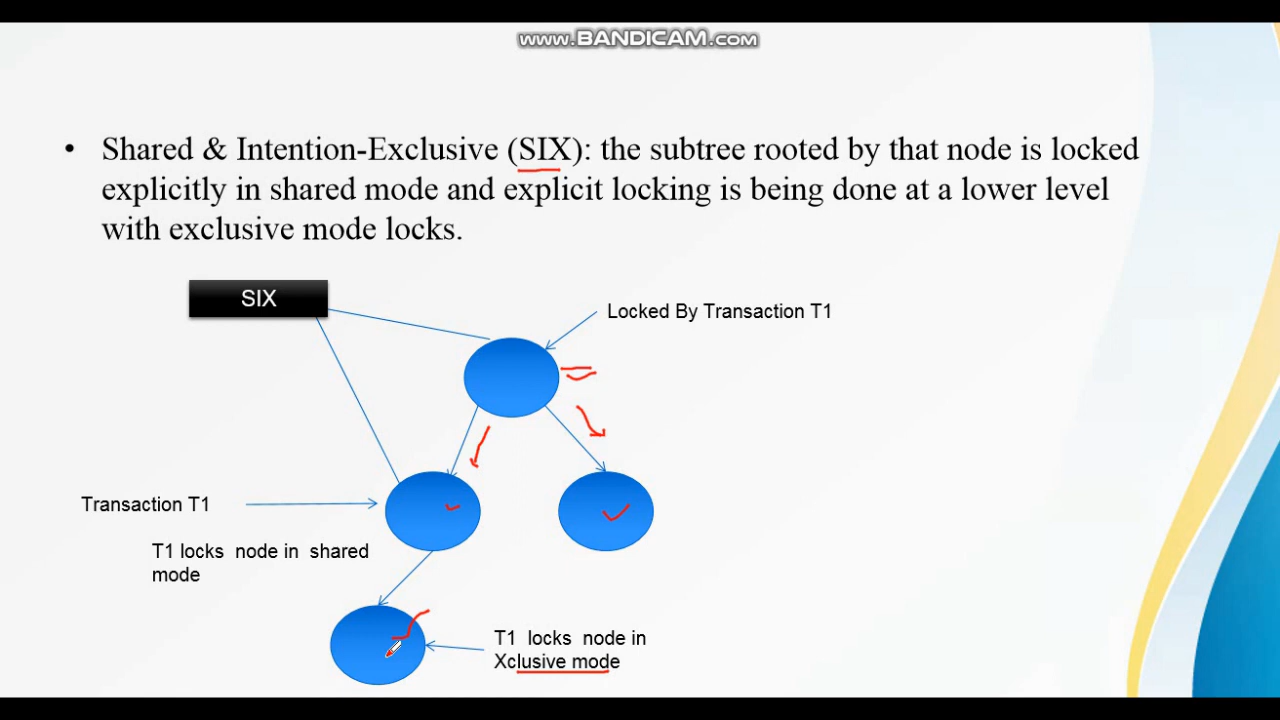 www.BANDICAM.com
• Shared & Intention-Exclusive (SIX): the subtree rooted by that node is locked
explicitly in shared mode and explicit locking is being done at a lower level
with exclusive mode locks.
SIX
Locked By Transaction T1
Transaction T1
T1 locks node in shared
mode
T1 locks node in
Xclusive mode